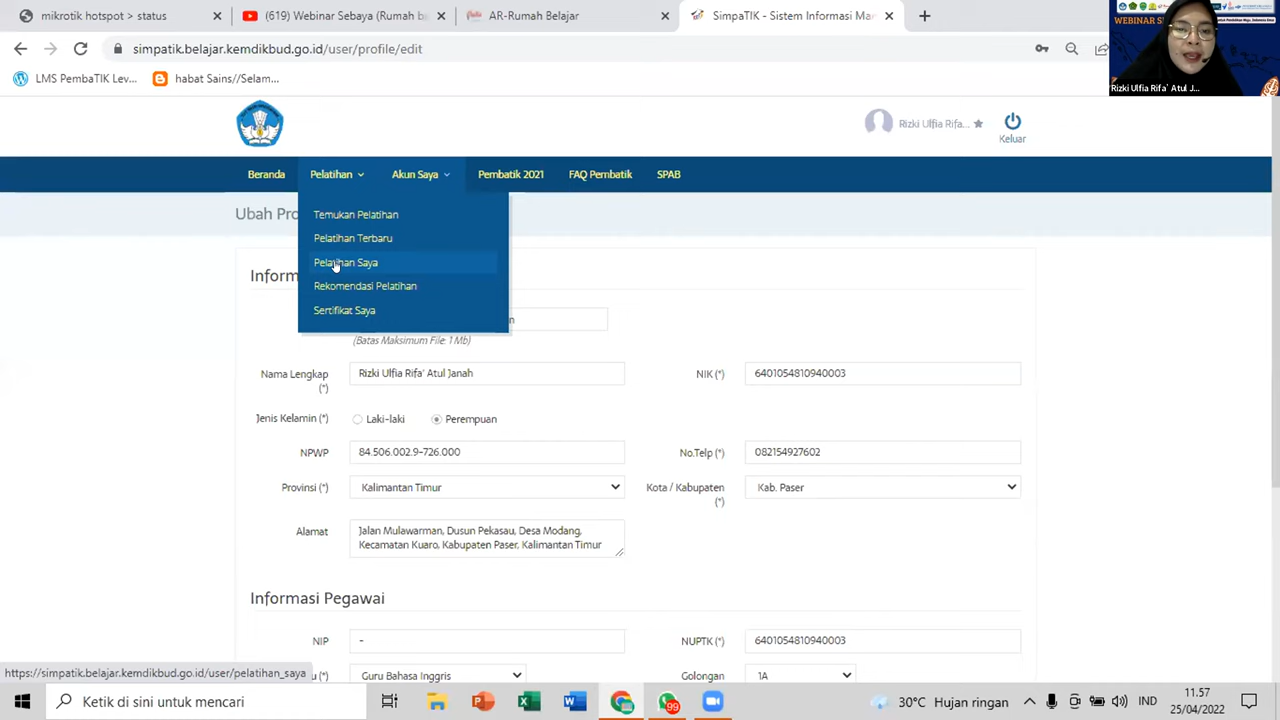 mikrotik hotspot > status
(619) Webinar Sebaya (Rumah
AR-17
Belajar
SimpaTIK - Sistem Informasi Ma
simpatik.belajar.kemdikbud.go.id/user/profile/edit
WEBINAR S
Rizki Ulfia Rifa` Atul J...
LMS PembaTIK Lev...
habat Sains//Selam...
Rizki Ulfia Rifa...
Keluar
Beranda
Pelatihan
Akun Saya
Pembatik 2021
FAQ Pembatik
SPAB
Ubah Pro
Temukan Pelatihan
Pelatihan Terbaru
Pelatihan Saya
Rekomendasi Pelatihan
Sertifikat Saya
Inform
n
(Batas Maksimum File: 1 Mb)
Nama Lengkap (*)
Rizki Ulfia Rifa' Atul Janah
NIK (*)
6401054810940003
Jenis Kelamin (*)
Laki-laki
Perempuan
NPWP
84.506.002.9-726.000
No.Telp (*)
082154927602
Provinsi (*)
Kalimantan Timur
Kota / Kabupaten (*)
Kab. Paser
Alamat
Jalan Mulawarman, Dusun Pekasau, Desa Modang,
Kecamatan Kuaro, Kabupaten Paser, Kalimantan Timur
Informasi Pegawai
NIP
-
NUPTK (*)
6401054810940003
https://simpatik.belajar.kemdikbud.go.id/user/pelatihan_saya
u (*)
Guru Bahasa Inggris
Golongan
1A
Ketik di sini untuk mencari
99
30°C Hujan ringan
IND
11.57
25/04/2022